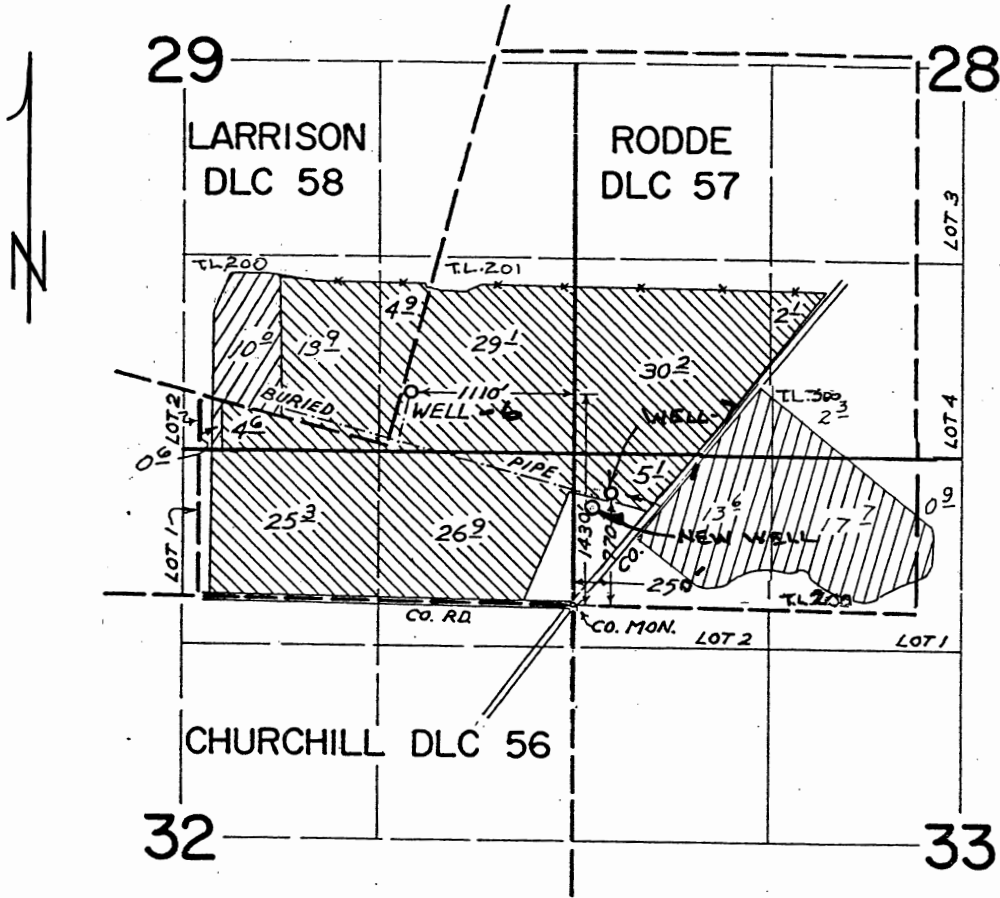 29
28
LARRISON
DLC 58
RODDE
DLC 57
N
LOT 3
T.L. 200
T.L. 201
4 9
2 1
10 0
13 9
29 1
30 2
1110'
WELL
BURIED
T.L. 300
2 3
WELL
LOT 2
4 6
LOT 4
0 6
PIPE
5 1
0 9
25 3
26 9
1430'
270'
13 6
17 7
NEW WELL
LOT 1
CO.
250'
T.L. 200
CO. RD.
CO. MON.
LOT 2
LOT 1
CHURCHILL DLC 56
32
33